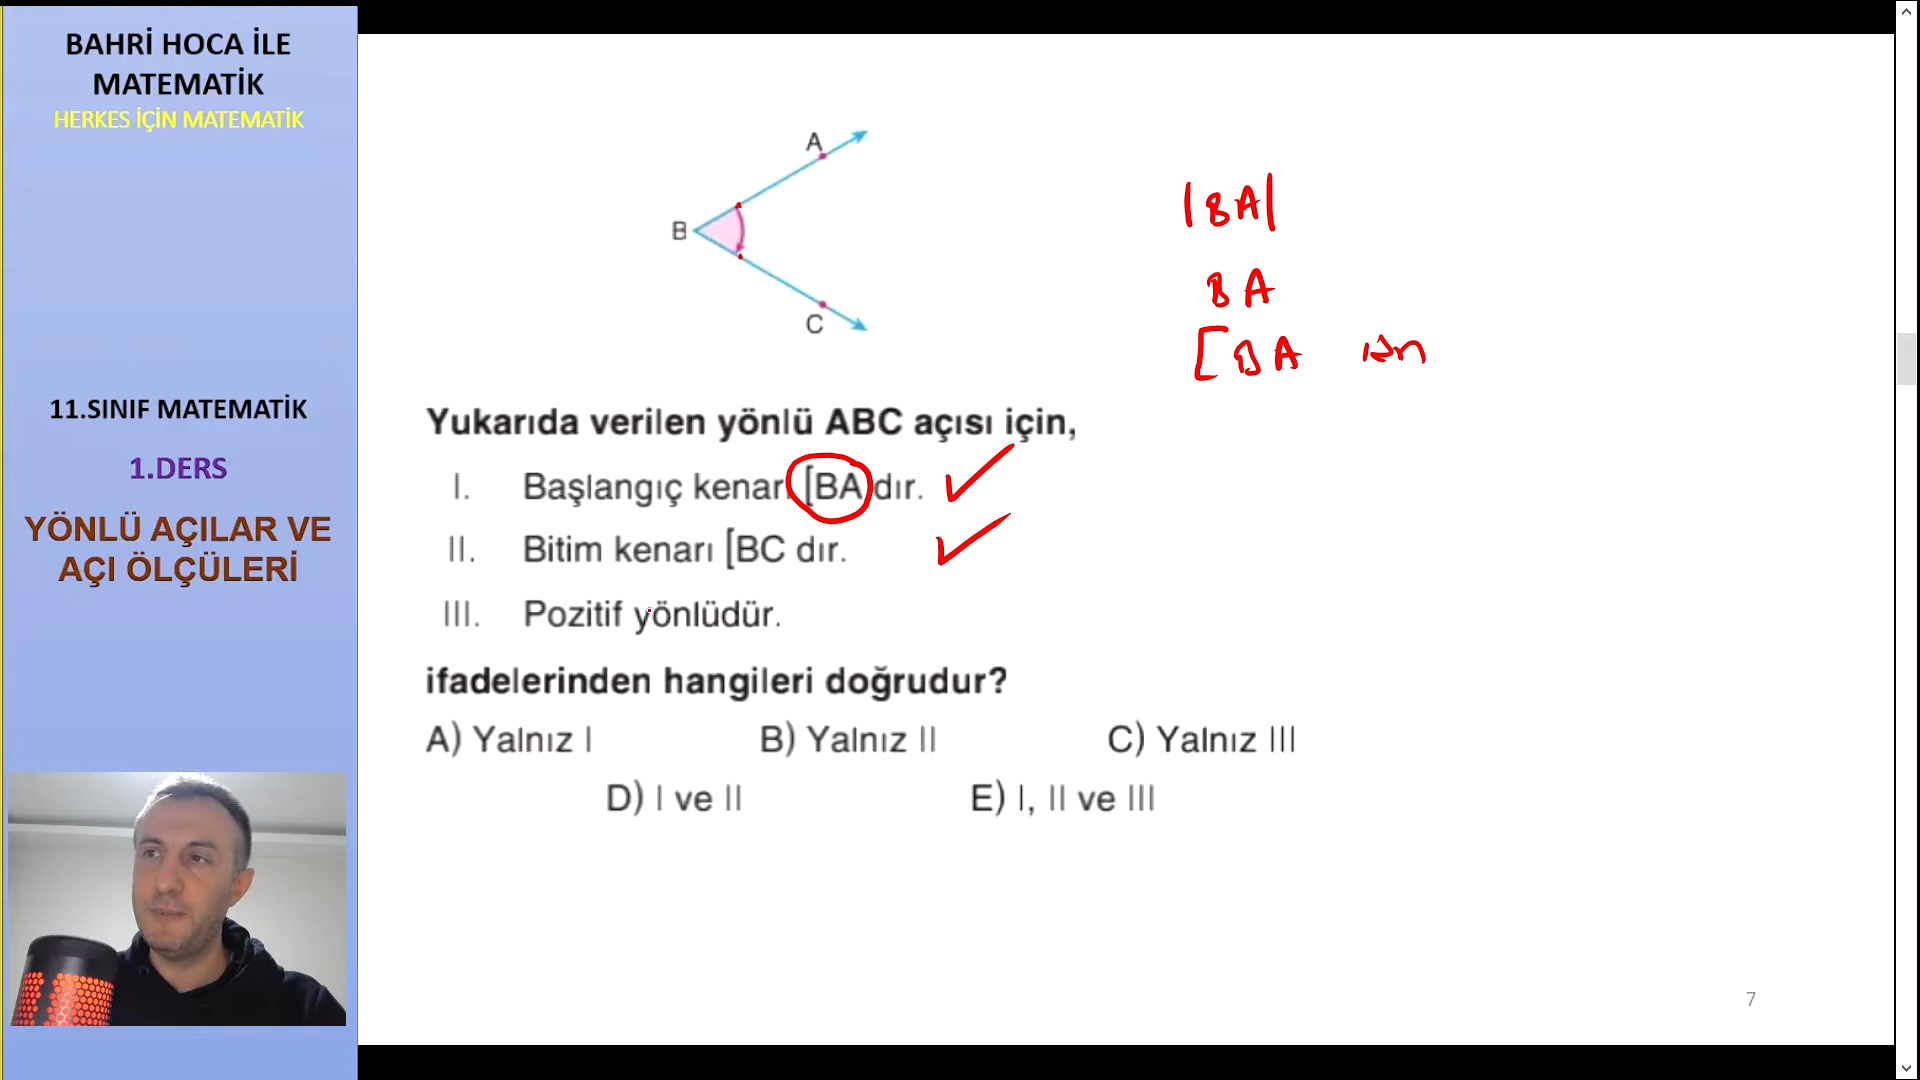 BAHRİ HOCA İLE
MATEMATİK
HERKES İÇİN MATEMATİK
11.SINIF MATEMATİK
1.DERS
YÖNLÜ AÇILAR VE
AÇI ÖLÇÜLERİ
A
B
C
|BA|
BA
[BA ışın
Yukarıda verilen yönlü ABC açısı için,
I. Başlangıç kenarı [BA dır.
II. Bitim kenarı [BC dır.
III. Pozitif yönlüdür.
ifadelerinden hangileri doğrudur?
A) Yalnız I B) Yalnız II C) Yalnız III
D) I ve II E) I, II ve III
7